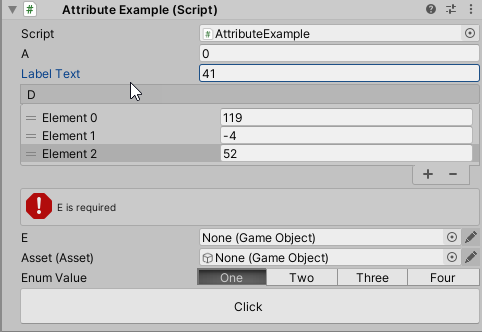 Attribute Example (Script)
Script AttributeExample
A 0
Label Text 41
D
Element 0 119
Element 1 -4
Element 2 52
E is required
E None (Game Object)
Asset (Asset) None (Game Object)
Enum Value One Two Three Four
Click